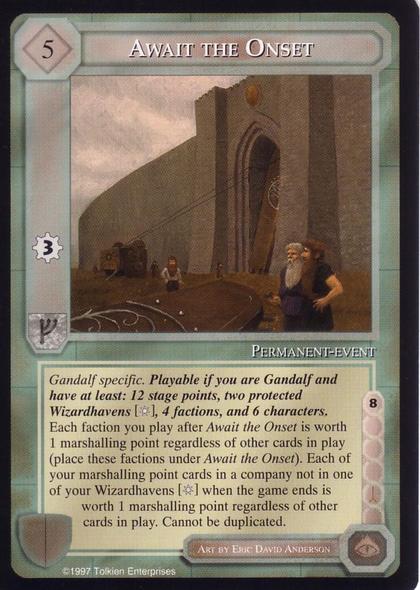 5
AWAIT THE ONSET
3
PERMANENT-EVENT
Gandalf specific. Playable if you are Gandalf and
have at least: 12 stage points, two protected
Wizardhavens [], 4 factions, and 6 characters.
Each faction you play after Await the Onset is worth
1 marshalling point regardless of other cards in play
(place these factions under Await the Onset). Each of
your marshalling point cards in a company not in one
of your Wizardhavens [] when the game ends is
worth 1 marshalling point regardless of other
cards in play. Cannot be duplicated.
8
ART BY ERIC DAVID ANDERSON
©1997 Tolkien Enterprises